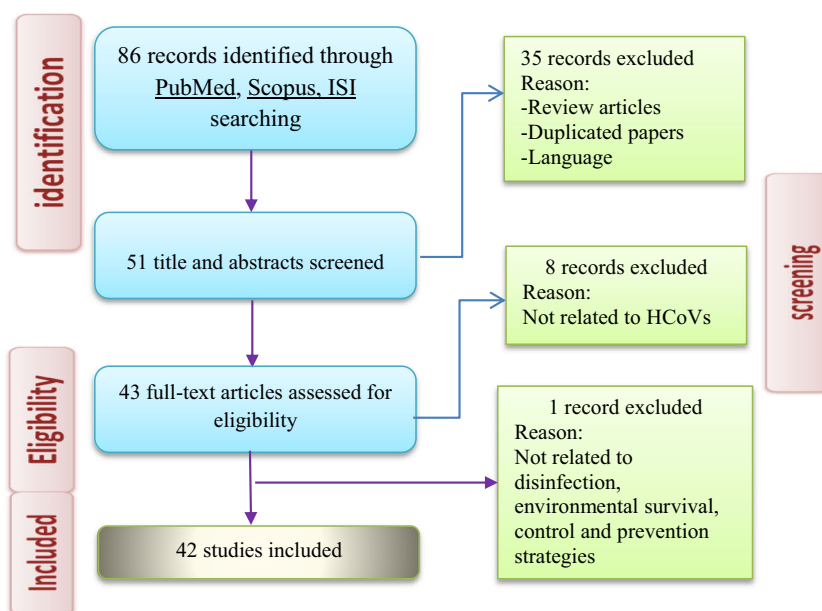 identification
86 records identified through
PubMed, Scopus, ISI
searching
35 records excluded
Reason:
-Review articles
-Duplicated papers
-Language
51 title and abstracts screened
screening
8 records excluded
Reason:
Not related to HCoVs
Eligibility
43 full-text articles assessed for
eligibility
1 record excluded
Reason:
Not related to
disinfection,
environmental survival,
control and prevention
strategies
Included
42 studies included